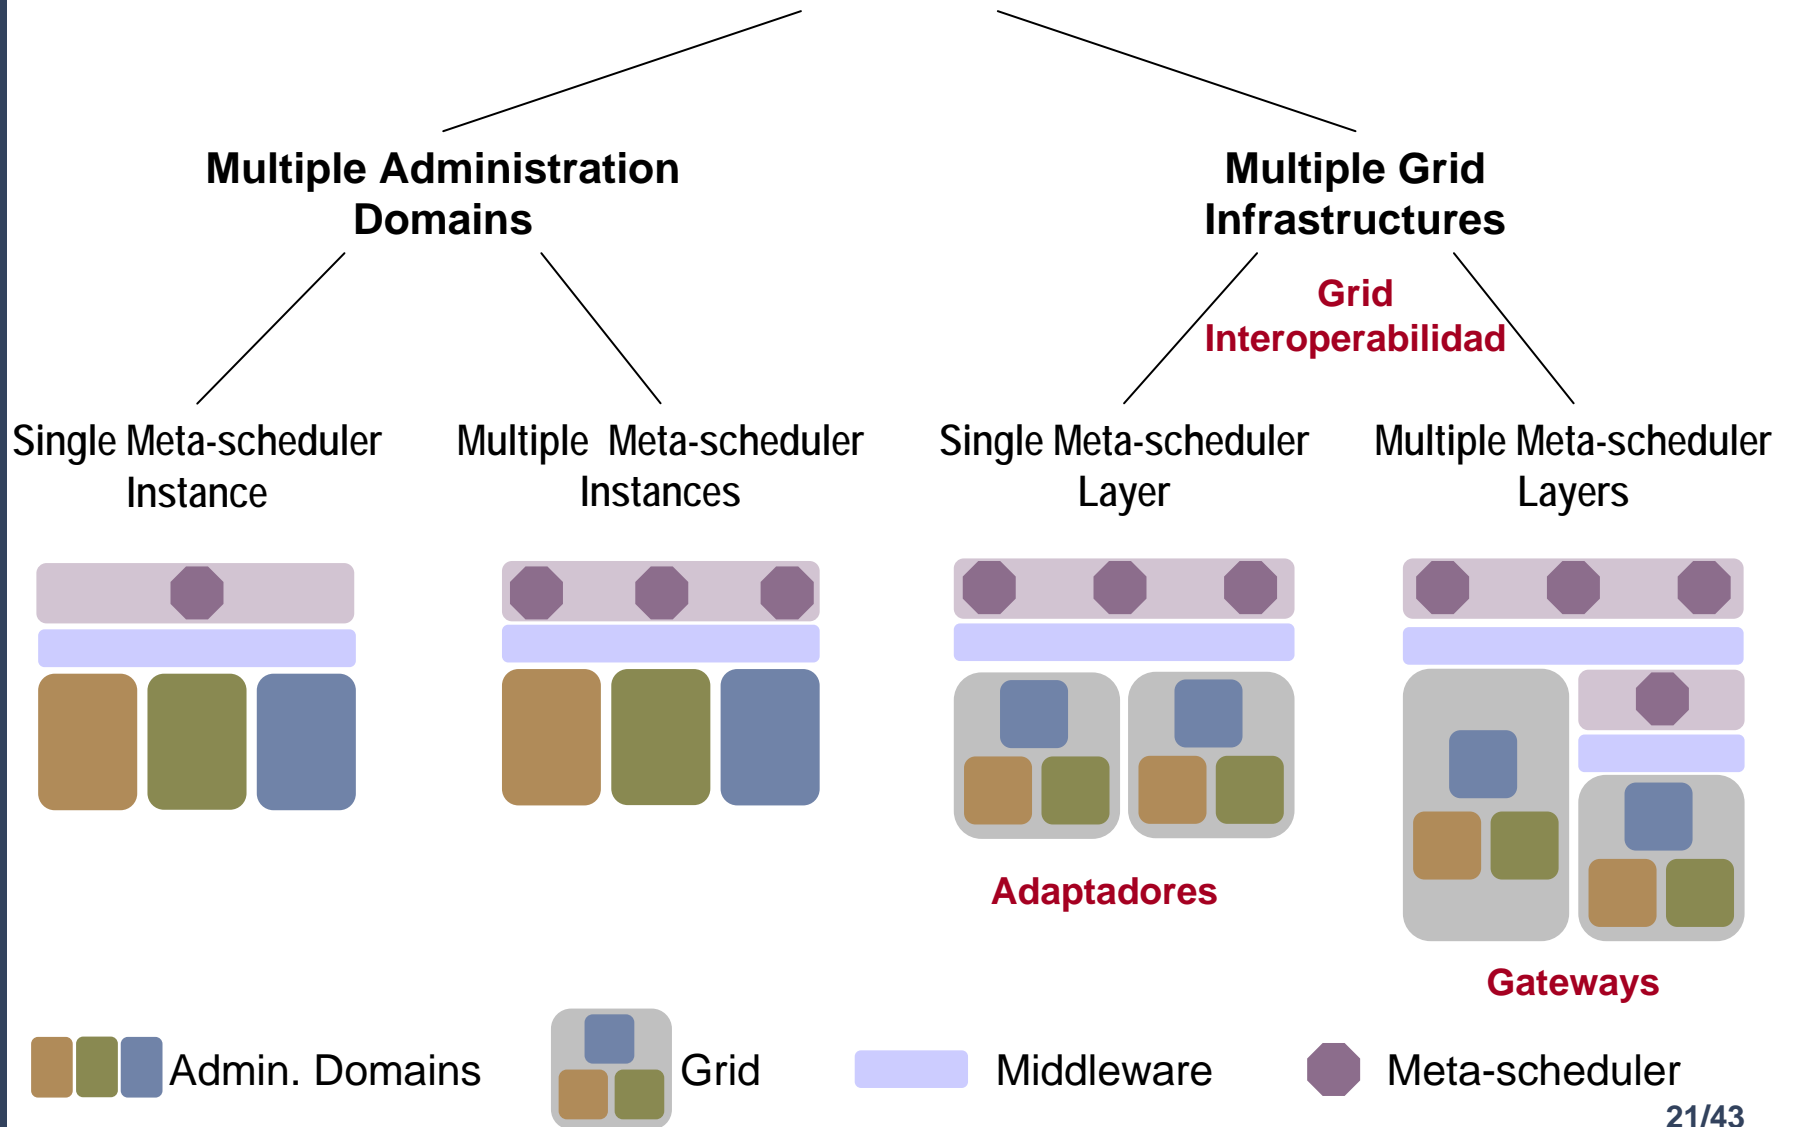 Multiple Administration
Domains
Multiple Grid
Infrastructures
Grid
Interoperabilidad
Single Meta-scheduler
Instance
Multiple Meta-scheduler
Instances
Single Meta-scheduler
Layer
Multiple Meta-scheduler
Layers
Adaptadores
Gateways
Admin. Domains
Grid
Middleware
Meta-scheduler
21/43